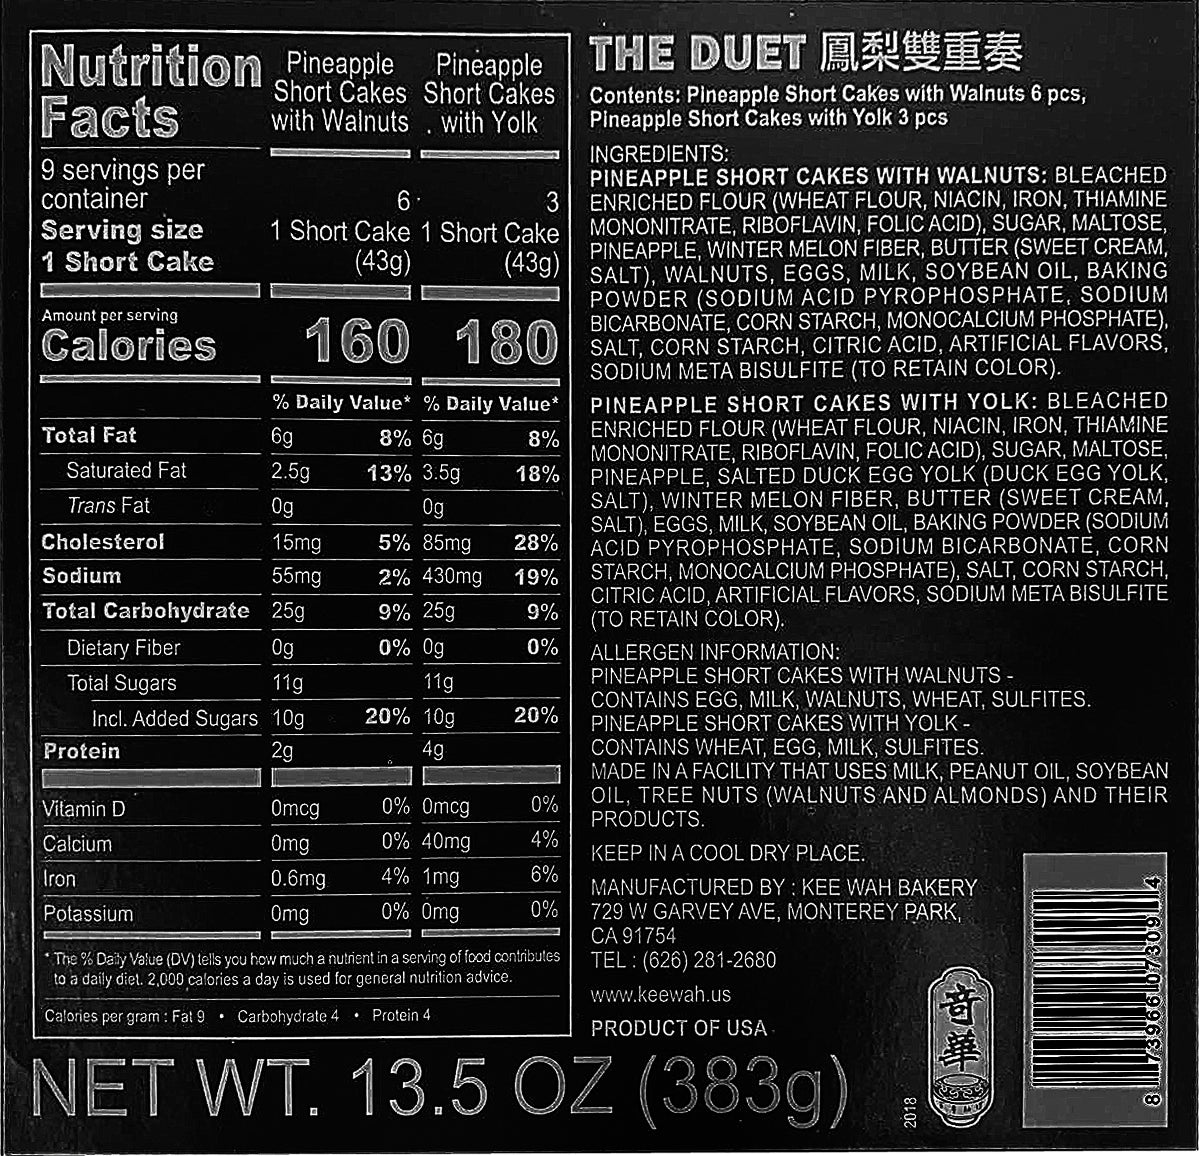 Nutrition Facts
Pineapple Short Cakes with Walnuts
Pineapple Short Cakes with Yolk
9 servings per container 6 3
Serving size 1 Short Cake 1 Short Cake
1 Short Cake (43g) (43g)
Amount per serving
Calories 160 180
% Daily Value* % Daily Value*
Total Fat 6g 8% 6g 8%
Saturated Fat 2.5g 13% 3.5g 18%
Trans Fat 0g 0g
Cholesterol 15mg 5% 85mg 28%
Sodium 55mg 2% 430mg 19%
Total Carbohydrate 25g 9% 25g 9%
Dietary Fiber 0g 0% 0g 0%
Total Sugars 11g 11g
Incl. Added Sugars 10g 20% 10g 20%
Protein 2g 4g
Vitamin D 0mcg 0% 0mcg 0%
Calcium 0mg 0% 40mg 4%
Iron 0.6mg 4% 1mg 6%
Potassium 0mg 0% 0mg 0%
* The % Daily Value (DV) tells you how much a nutrient in a serving of food contributes
to a daily diet. 2,000 calories a day is used for general nutrition advice.
Calories per gram : Fat 9 • Carbohydrate 4 • Protein 4
THE DUET 鳳梨雙重奏
Contents: Pineapple Short Cakes with Walnuts 6 pcs,
Pineapple Short Cakes with Yolk 3 pcs
INGREDIENTS:
PINEAPPLE SHORT CAKES WITH WALNUTS: BLEACHED
ENRICHED FLOUR (WHEAT FLOUR, NIACIN, IRON, THIAMINE
MONONITRATE, RIBOFLAVIN, FOLIC ACID), SUGAR, MALTOSE,
PINEAPPLE, WINTER MELON FIBER, BUTTER (SWEET CREAM,
SALT), WALNUTS, EGGS, MILK, SOYBEAN OIL, BAKING
POWDER (SODIUM ACID PYROPHOSPHATE, SODIUM
BICARBONATE, CORN STARCH, MONOCALCIUM PHOSPHATE),
SALT, CORN STARCH, CITRIC ACID, ARTIFICIAL FLAVORS,
SODIUM META BISULFITE (TO RETAIN COLOR).
PINEAPPLE SHORT CAKES WITH YOLK: BLEACHED
ENRICHED FLOUR (WHEAT FLOUR, NIACIN, IRON, THIAMINE
MONONITRATE, RIBOFLAVIN, FOLIC ACID), SUGAR, MALTOSE,
PINEAPPLE, SALTED DUCK EGG YOLK (DUCK EGG YOLK,
SALT), WINTER MELON FIBER, BUTTER (SWEET CREAM,
SALT), EGGS, MILK, SOYBEAN OIL, BAKING POWDER (SODIUM
ACID PYROPHOSPHATE, SODIUM BICARBONATE, CORN
STARCH, MONOCALCIUM PHOSPHATE), SALT, CORN STARCH,
CITRIC ACID, ARTIFICIAL FLAVORS, SODIUM META BISULFITE
(TO RETAIN COLOR).
ALLERGEN INFORMATION:
PINEAPPLE SHORT CAKES WITH WALNUTS -
CONTAINS EGG, MILK, WALNUTS, WHEAT, SULFITES.
PINEAPPLE SHORT CAKES WITH YOLK -
CONTAINS WHEAT, EGG, MILK, SULFITES.
MADE IN A FACILITY THAT USES MILK, PEANUT OIL, SOYBEAN
OIL, TREE NUTS (WALNUTS AND ALMONDS) AND THEIR
PRODUCTS.
KEEP IN A COOL DRY PLACE.
MANUFACTURED BY : KEE WAH BAKERY
729 W GARVEY AVE, MONTEREY PARK,
CA 91754
TEL : (626) 281-2680
www.keewah.us
PRODUCT OF USA
奇華
2018
8 73966 07309 4
NET WT. 13.5 OZ (383g)